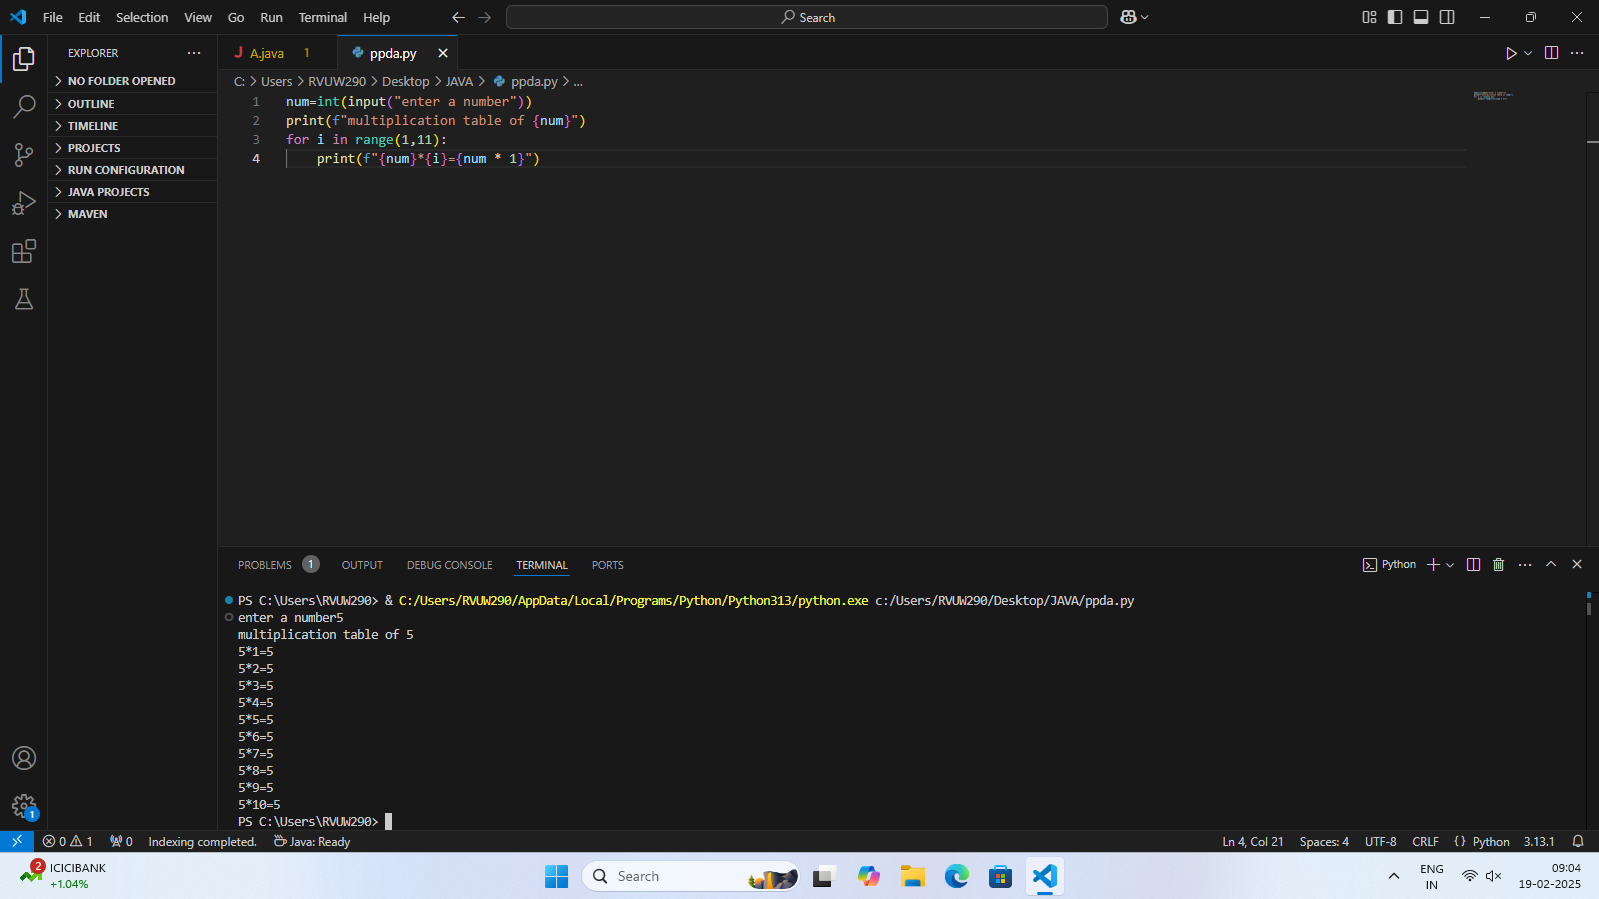 File Edit Selection View Go Run Terminal Help Search
EXPLORER ···
NO FOLDER OPENED
OUTLINE
TIMELINE
PROJECTS
RUN CONFIGURATION
JAVA PROJECTS
MAVEN
J A.java 1 ppda.py
C: > Users > RVUW290 > Desktop > JAVA > ppda.py > ...
1 num=int(input("enter a number"))
2 print(f"multiplication table of {num}")
3 for i in range(1,11):
4     print(f"{num}*{i}={num * 1}")
PROBLEMS 1 OUTPUT DEBUG CONSOLE TERMINAL PORTS Python
PS C:\Users\RVUW290> & C:/Users/RVUW290/AppData/Local/Programs/Python/Python313/python.exe c:/Users/RVUW290/Desktop/JAVA/ppda.py
enter a number5
multiplication table of 5
5*1=5
5*2=5
5*3=5
5*4=5
5*5=5
5*6=5
5*7=5
5*8=5
5*9=5
5*10=5
PS C:\Users\RVUW290>
1
0 1 0 Indexing completed. Java: Ready Ln 4, Col 21 Spaces: 4 UTF-8 CRLF {} Python 3.13.1
2 ICICIBANK
+1.04%
Search
ENG
IN
09:04
19-02-2025